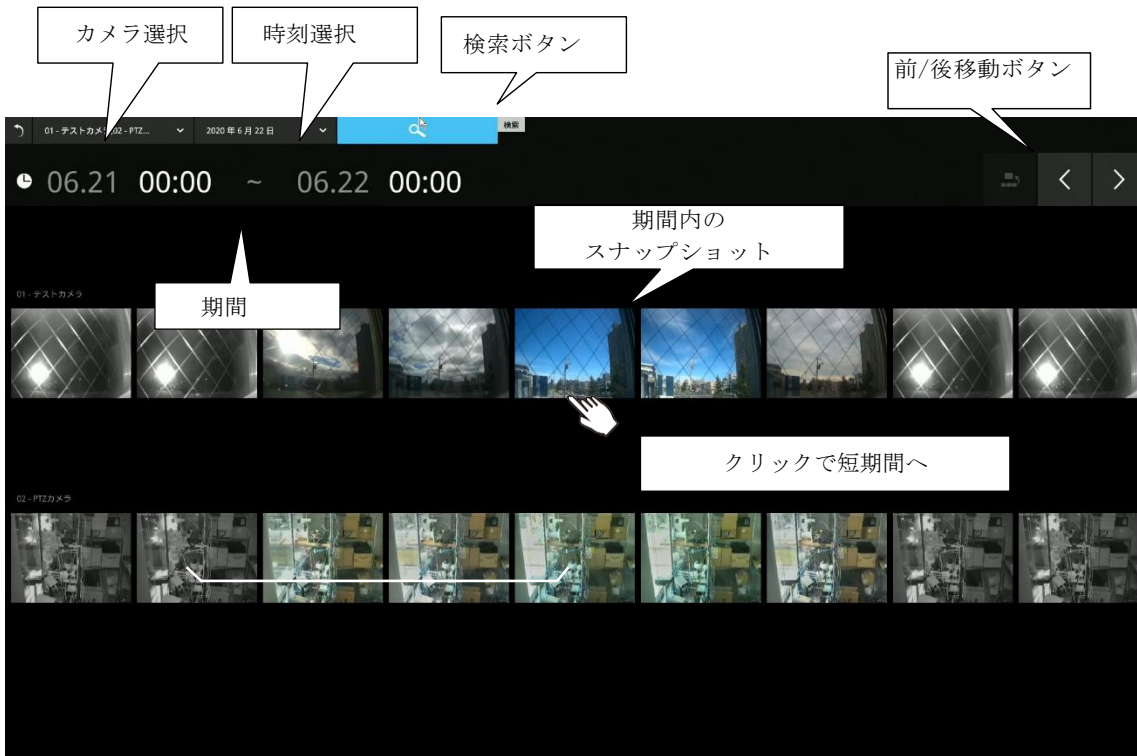 カメラ選択
時刻選択
検索ボタン
前/後移動ボタン
01 - テストカメラ,02 - PTZ...
2020 年 6 月 22 日
検索
06.21 00:00 ~ 06.22 00:00
期間内の
スナップショット
期間
01 - テストカメラ
クリックで短期間へ
02 - PTZカメラ